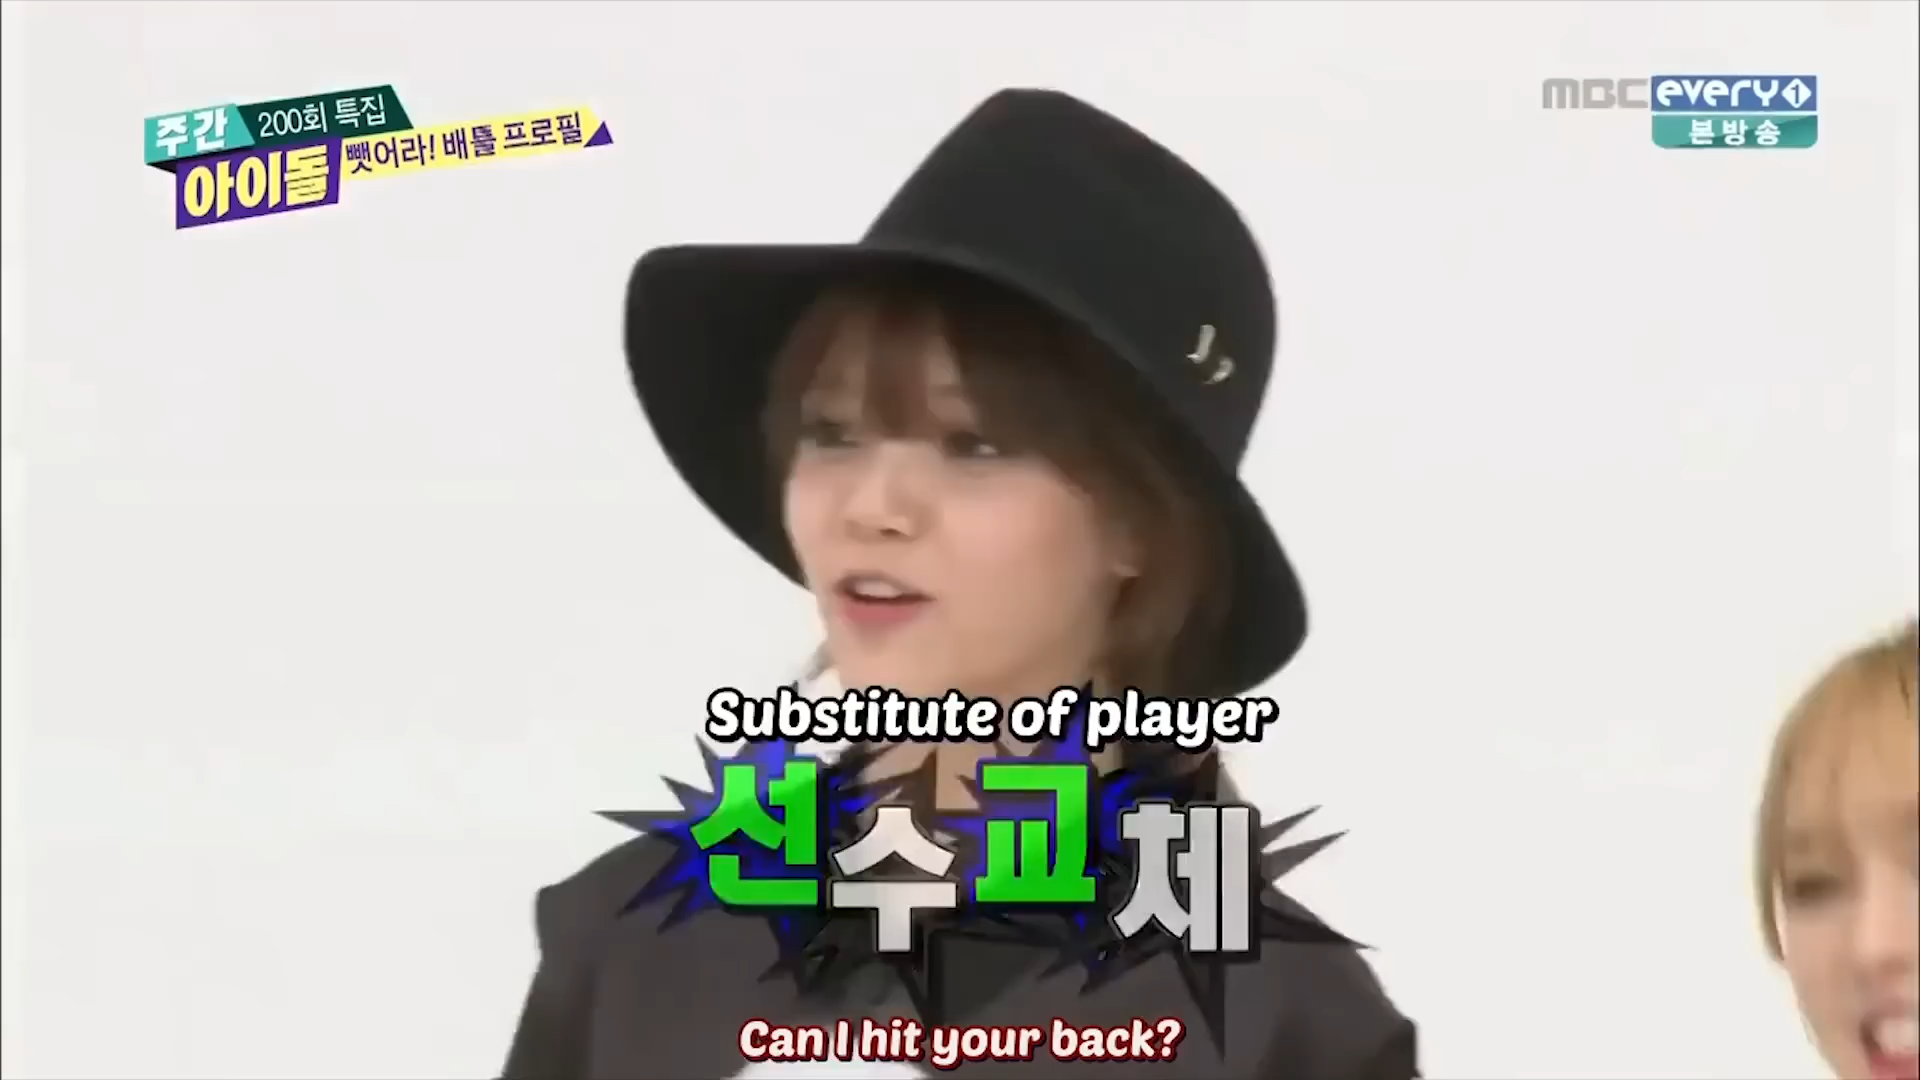 주간 200회 특집
아이돌 뺏어라! 배틀 프로필
MBC every1
본방송
Substitute of player
선수교체
Can I hit your back?